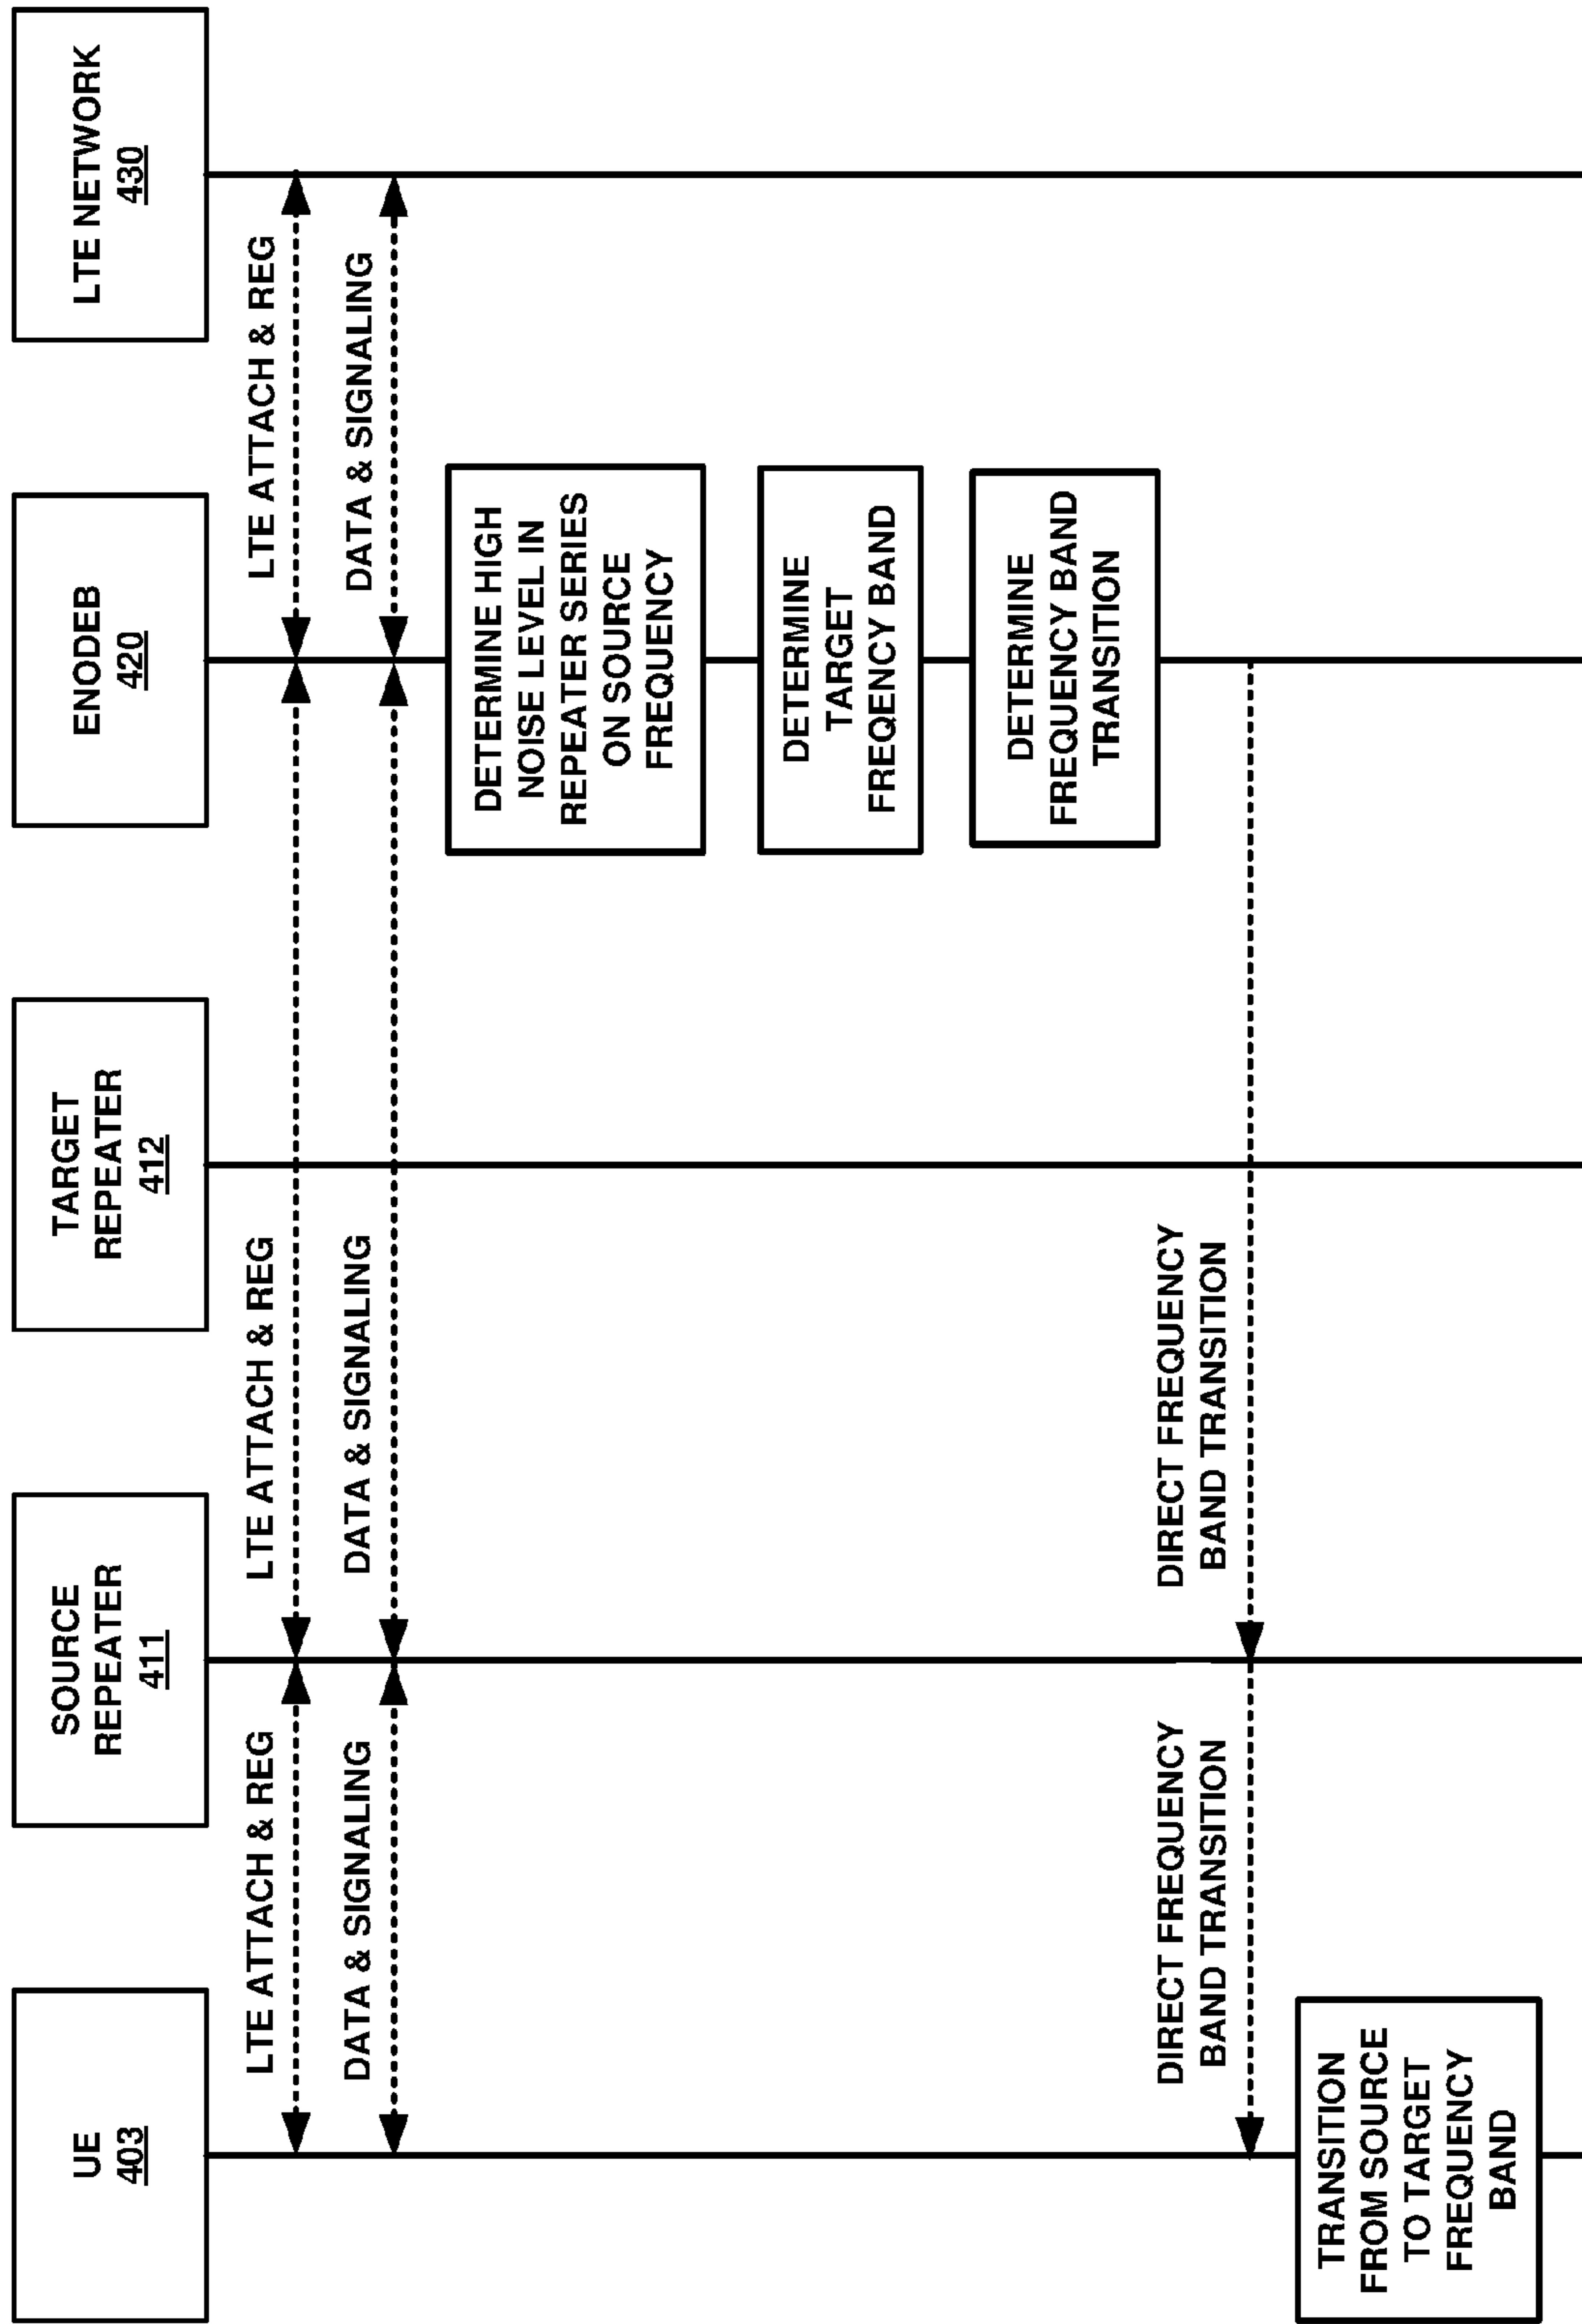 UE
403
SOURCE
REPEATER
411
TARGET
REPEATER
412
ENODEB
420
LTE NETWORK
430
LTE ATTACH & REG
LTE ATTACH & REG
LTE ATTACH & REG
DATA & SIGNALING
DATA & SIGNALING
DATA & SIGNALING
DETERMINE HIGH
NOISE LEVEL IN
REPEATER SERIES
ON SOURCE
FREQUENCY
DETERMINE
TARGET
FREQENCY BAND
DETERMINE
FREQUENCY BAND
TRANSITION
DIRECT FREQUENCY
BAND TRANSITION
DIRECT FREQUENCY
BAND TRANSITION
TRANSITION
FROM SOURCE
TO TARGET
FREQUENCY
BAND